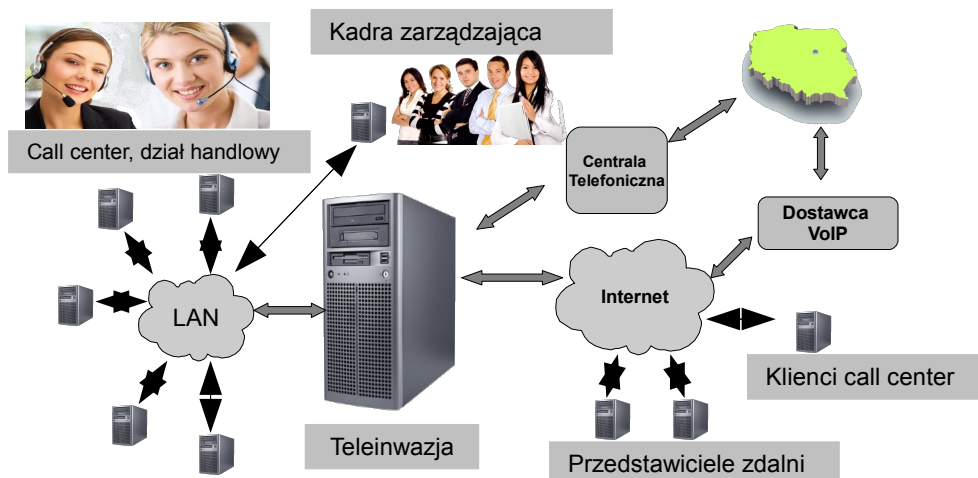 Kadra zarządzająca
Call center, dział handlowy
Centrala
Telefoniczna
Dostawca
VoIP
LAN
Internet
Klienci call center
Teleinwazja
Przedstawiciele zdalni